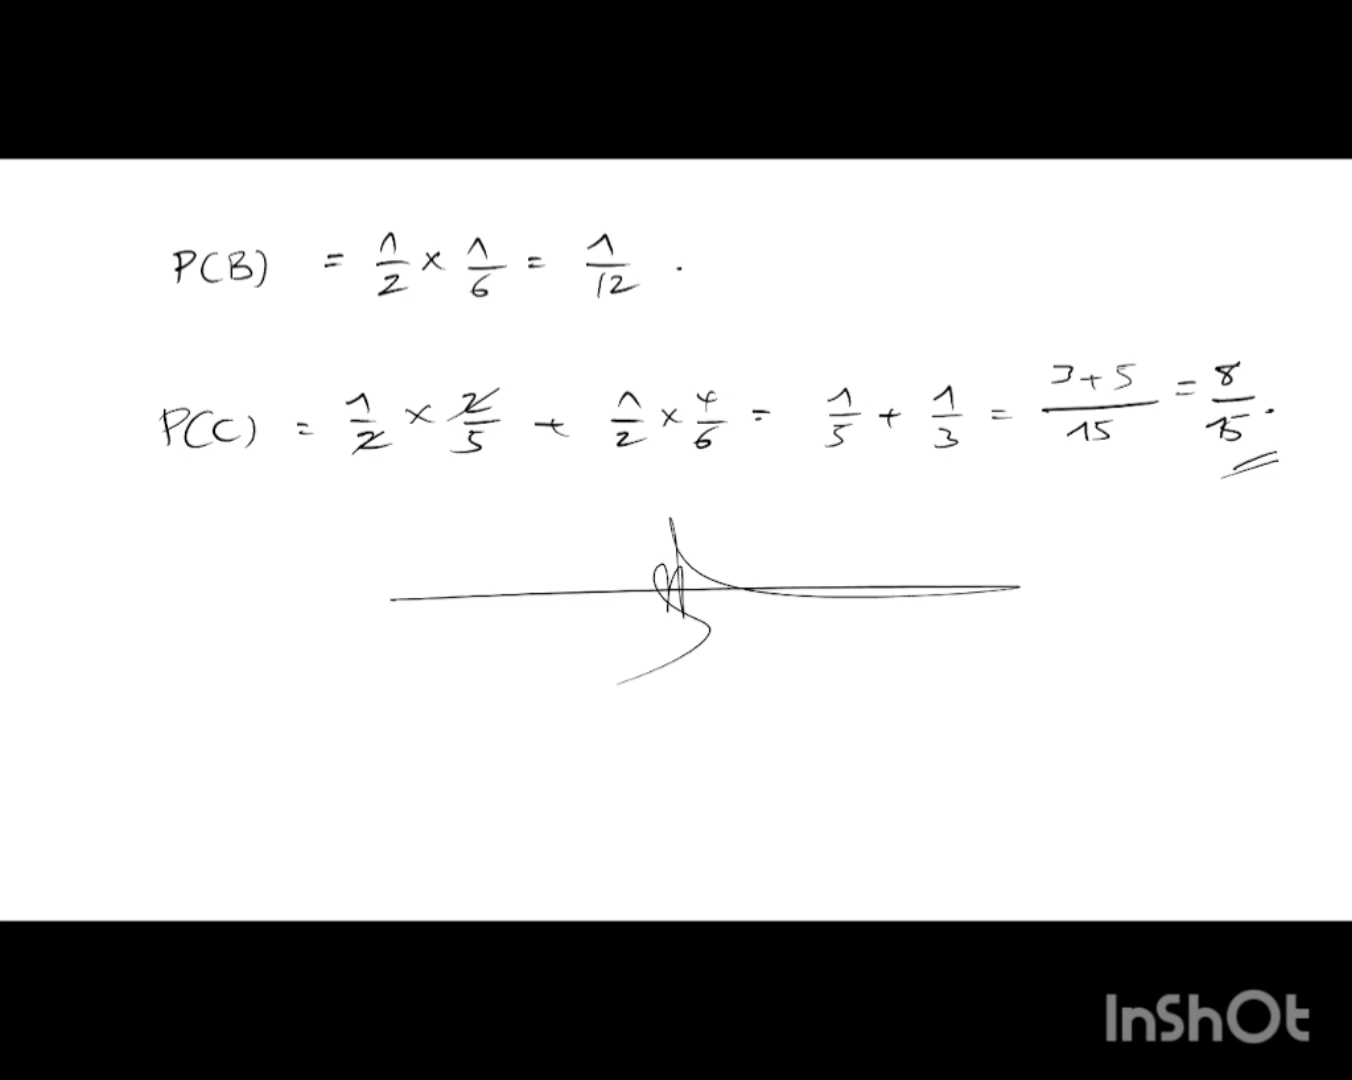 P(B) = 1/2 × 1/6 = 1/12 .
P(C) = 1/2 × 2/5 + 1/2 × 4/6 = 1/5 + 1/3 = 3+5/15 = 8/15 .
InShOt